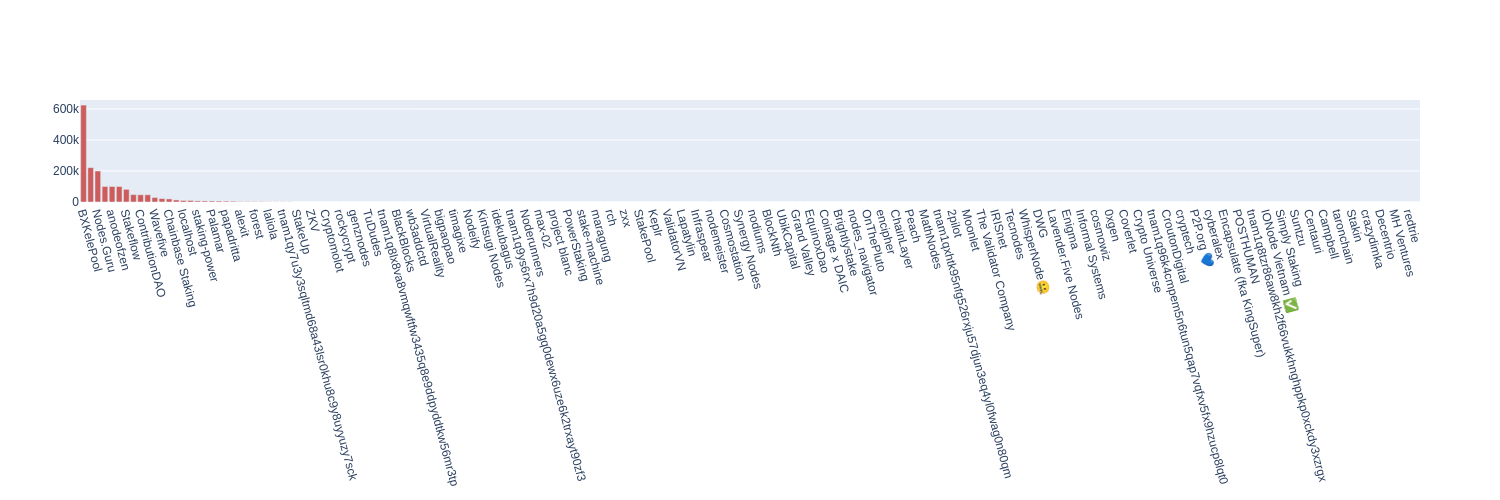 600k
400k
200k
0
BXKelePool
Nodes.Guru
anodeofzen
Stakeflow
ContributionDAO
Wavefive
Chainbase Staking
localhost
staking-power
Palamar
papadritta
alexit
forest
laliola
StakeUp
ZKV
Cryptomolot
rockycrypt
genznodes
TuDudes
BlackBlocks
wb3addctd
VirtualReality
bigpaopao
timagixe
Nodeify
Kintsugi Nodes
idekubagus
Noderunners
max-02
project blanc
PowerStaking
stake-machine
maragung
rch
zxx
StakePool
Keplr
ValidatorVN
Lapatylin
Infraspear
nodemeister
Cosmostation
Synergy Nodes
nodiums
BlockNth
UbikCapital
Grand Valley
EquinoxDao
Coinage x DAIC
Brightlystake
nodes_navigator
OnThePluto
encipher
ChainLayer
Peach
MathNodes
2pilot
Moonlet
The Validator Company
IRISnet
Tecnodes
WhisperNode🤐
DWG
Lavender.Five Nodes
Enigma
Informal Systems
cosmowiz
0xgen
Coverlet
Crypto Universe
CroutonDigital
cryptech
P2P.org 💙
cyberalex
Encapsulate (fka KingSuper)
POSTHUMAN
IONode Vietnam ✅
Simply Staking
Suntzu
Centauri
Campbell
taronchain
Stakin
crazydimka
Decentrio
MH Ventures
redtrie